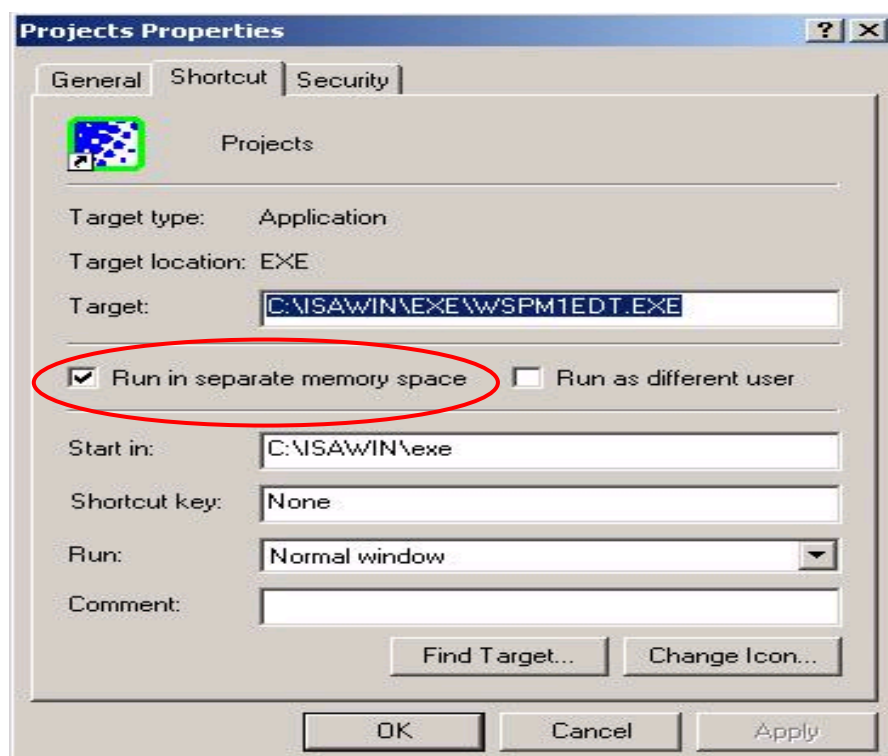 Projects Properties
General Shortcut Security
Projects
Target type: Application
Target location: EXE
Target: C:\ISAWIN\EXE\WSPM1EDT.EXE
Run in separate memory space Run as different user
Start in: C:\ISAWIN\exe
Shortcut key: None
Run: Normal window
Comment:
Find Target... Change Icon...
OK Cancel Apply